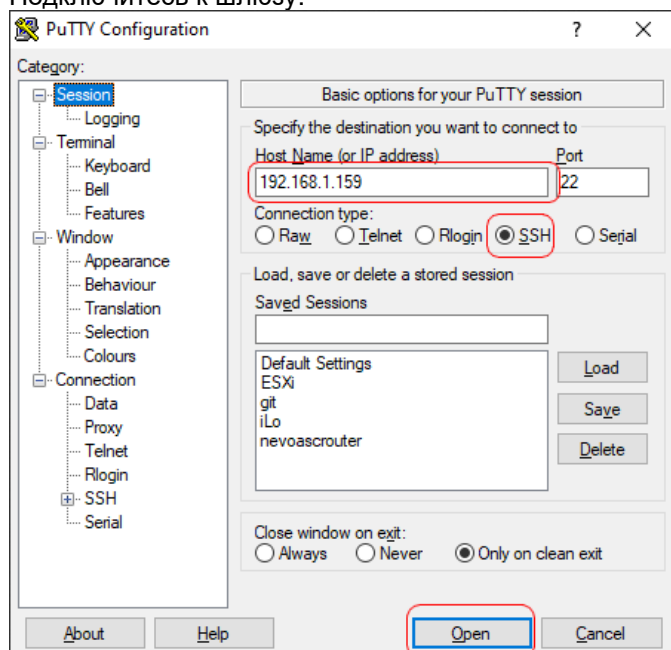 Подключитесь к шлюзу:
PuTTY Configuration ? X
Category:
Session
Logging
Terminal
Keyboard
Bell
Features
Window
Appearance
Behaviour
Translation
Selection
Colours
Connection
Data
Proxy
Telnet
Rlogin
SSH
Serial
Basic options for your PuTTY session
Specify the destination you want to connect to
Host Name (or IP address) Port
192.168.1.159 22
Connection type:
Raw Telnet Rlogin SSH Serial
Load, save or delete a stored session
Saved Sessions
Default Settings
ESXi
git
iLo
nevoascrouter
Load
Save
Delete
Close window on exit:
Always Never Only on clean exit
About Help Open Cancel